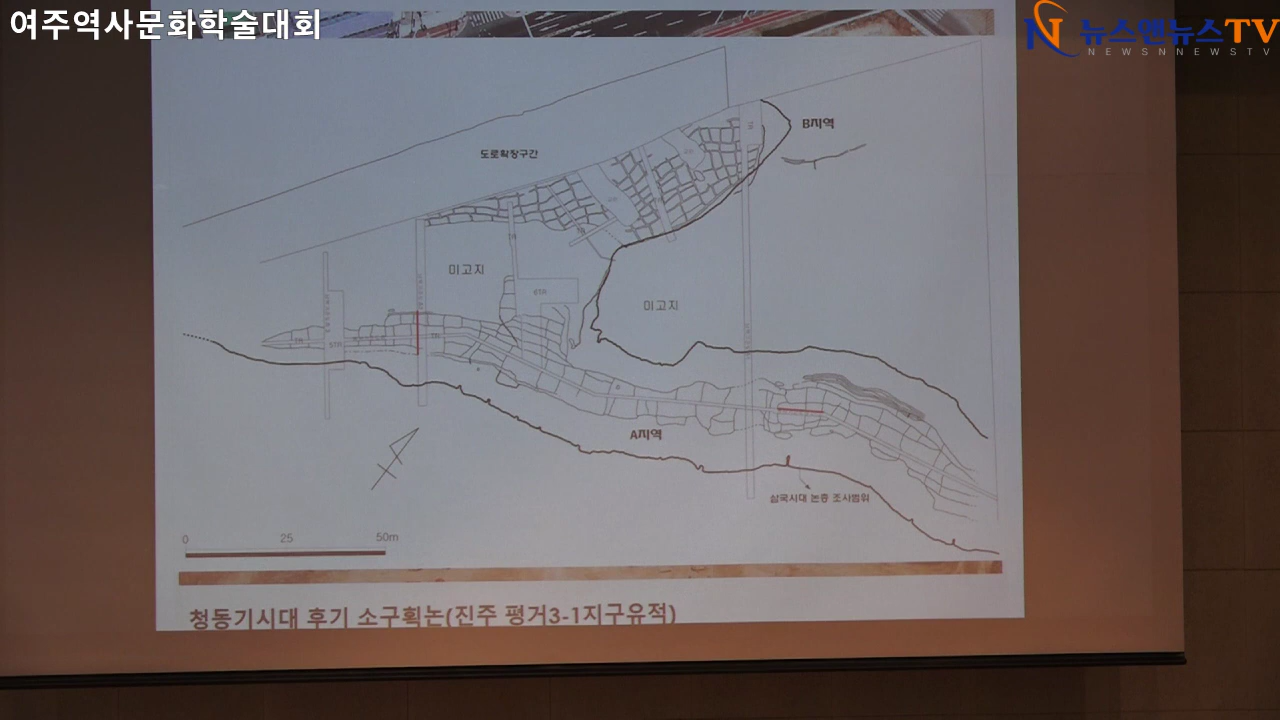 여주역사문화학술대회
뉴스앤뉴스TV
NEWSNNEWSTV
B지역
도로확장구간
미고지
미고지
A지역
삼국시대 논층 조사범위
0 25 50m
청동기시대 후기 소구획논(진주 평거3-1지구유적)